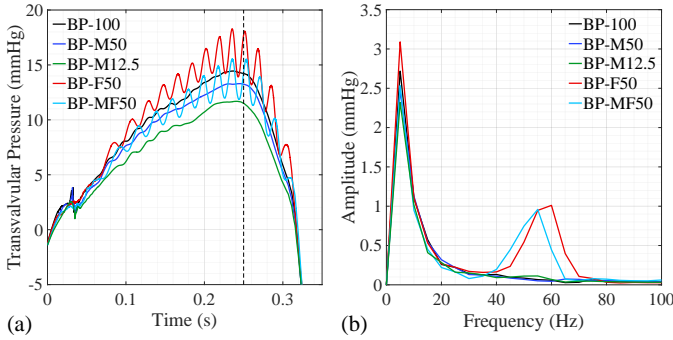 Transvalvular Pressure (mmHg)
20
15
10
5
0
-5
0
0.1
0.2
0.3
Time (s)
BP-100
BP-M50
BP-M12.5
BP-F50
BP-MF50
(a)
Amplitude (mmHg)
3.5
3
2.5
2
1.5
1
0.5
0
0
20
40
60
80
100
Frequency (Hz)
BP-100
BP-M50
BP-M12.5
BP-F50
BP-MF50
(b)